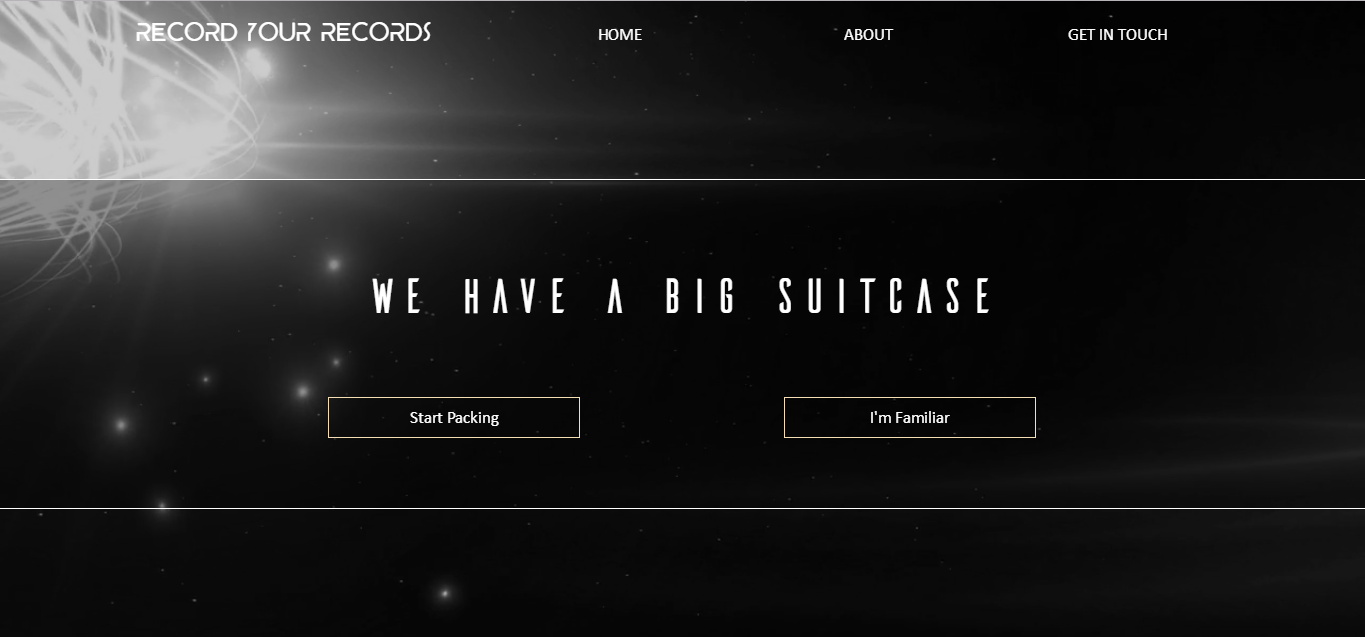 RECORD YOUR RECORDS
HOME
ABOUT
GET IN TOUCH
WE HAVE A BIG SUITCASE
Start Packing
I'm Familiar